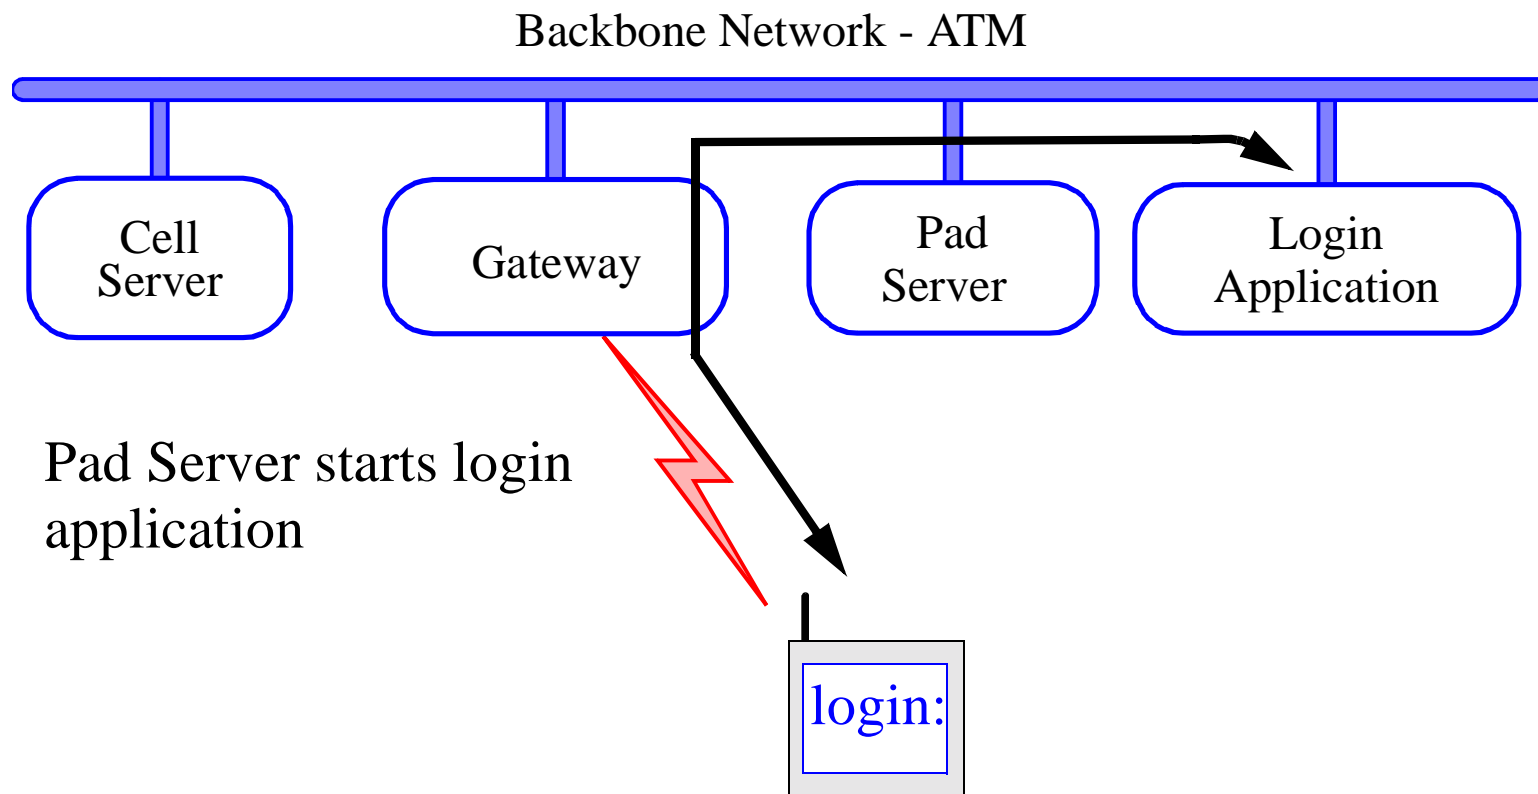 Backbone Network - ATM
Cell
Server
Gateway
Pad
Server
Login
Application
Pad Server starts login
application
login: